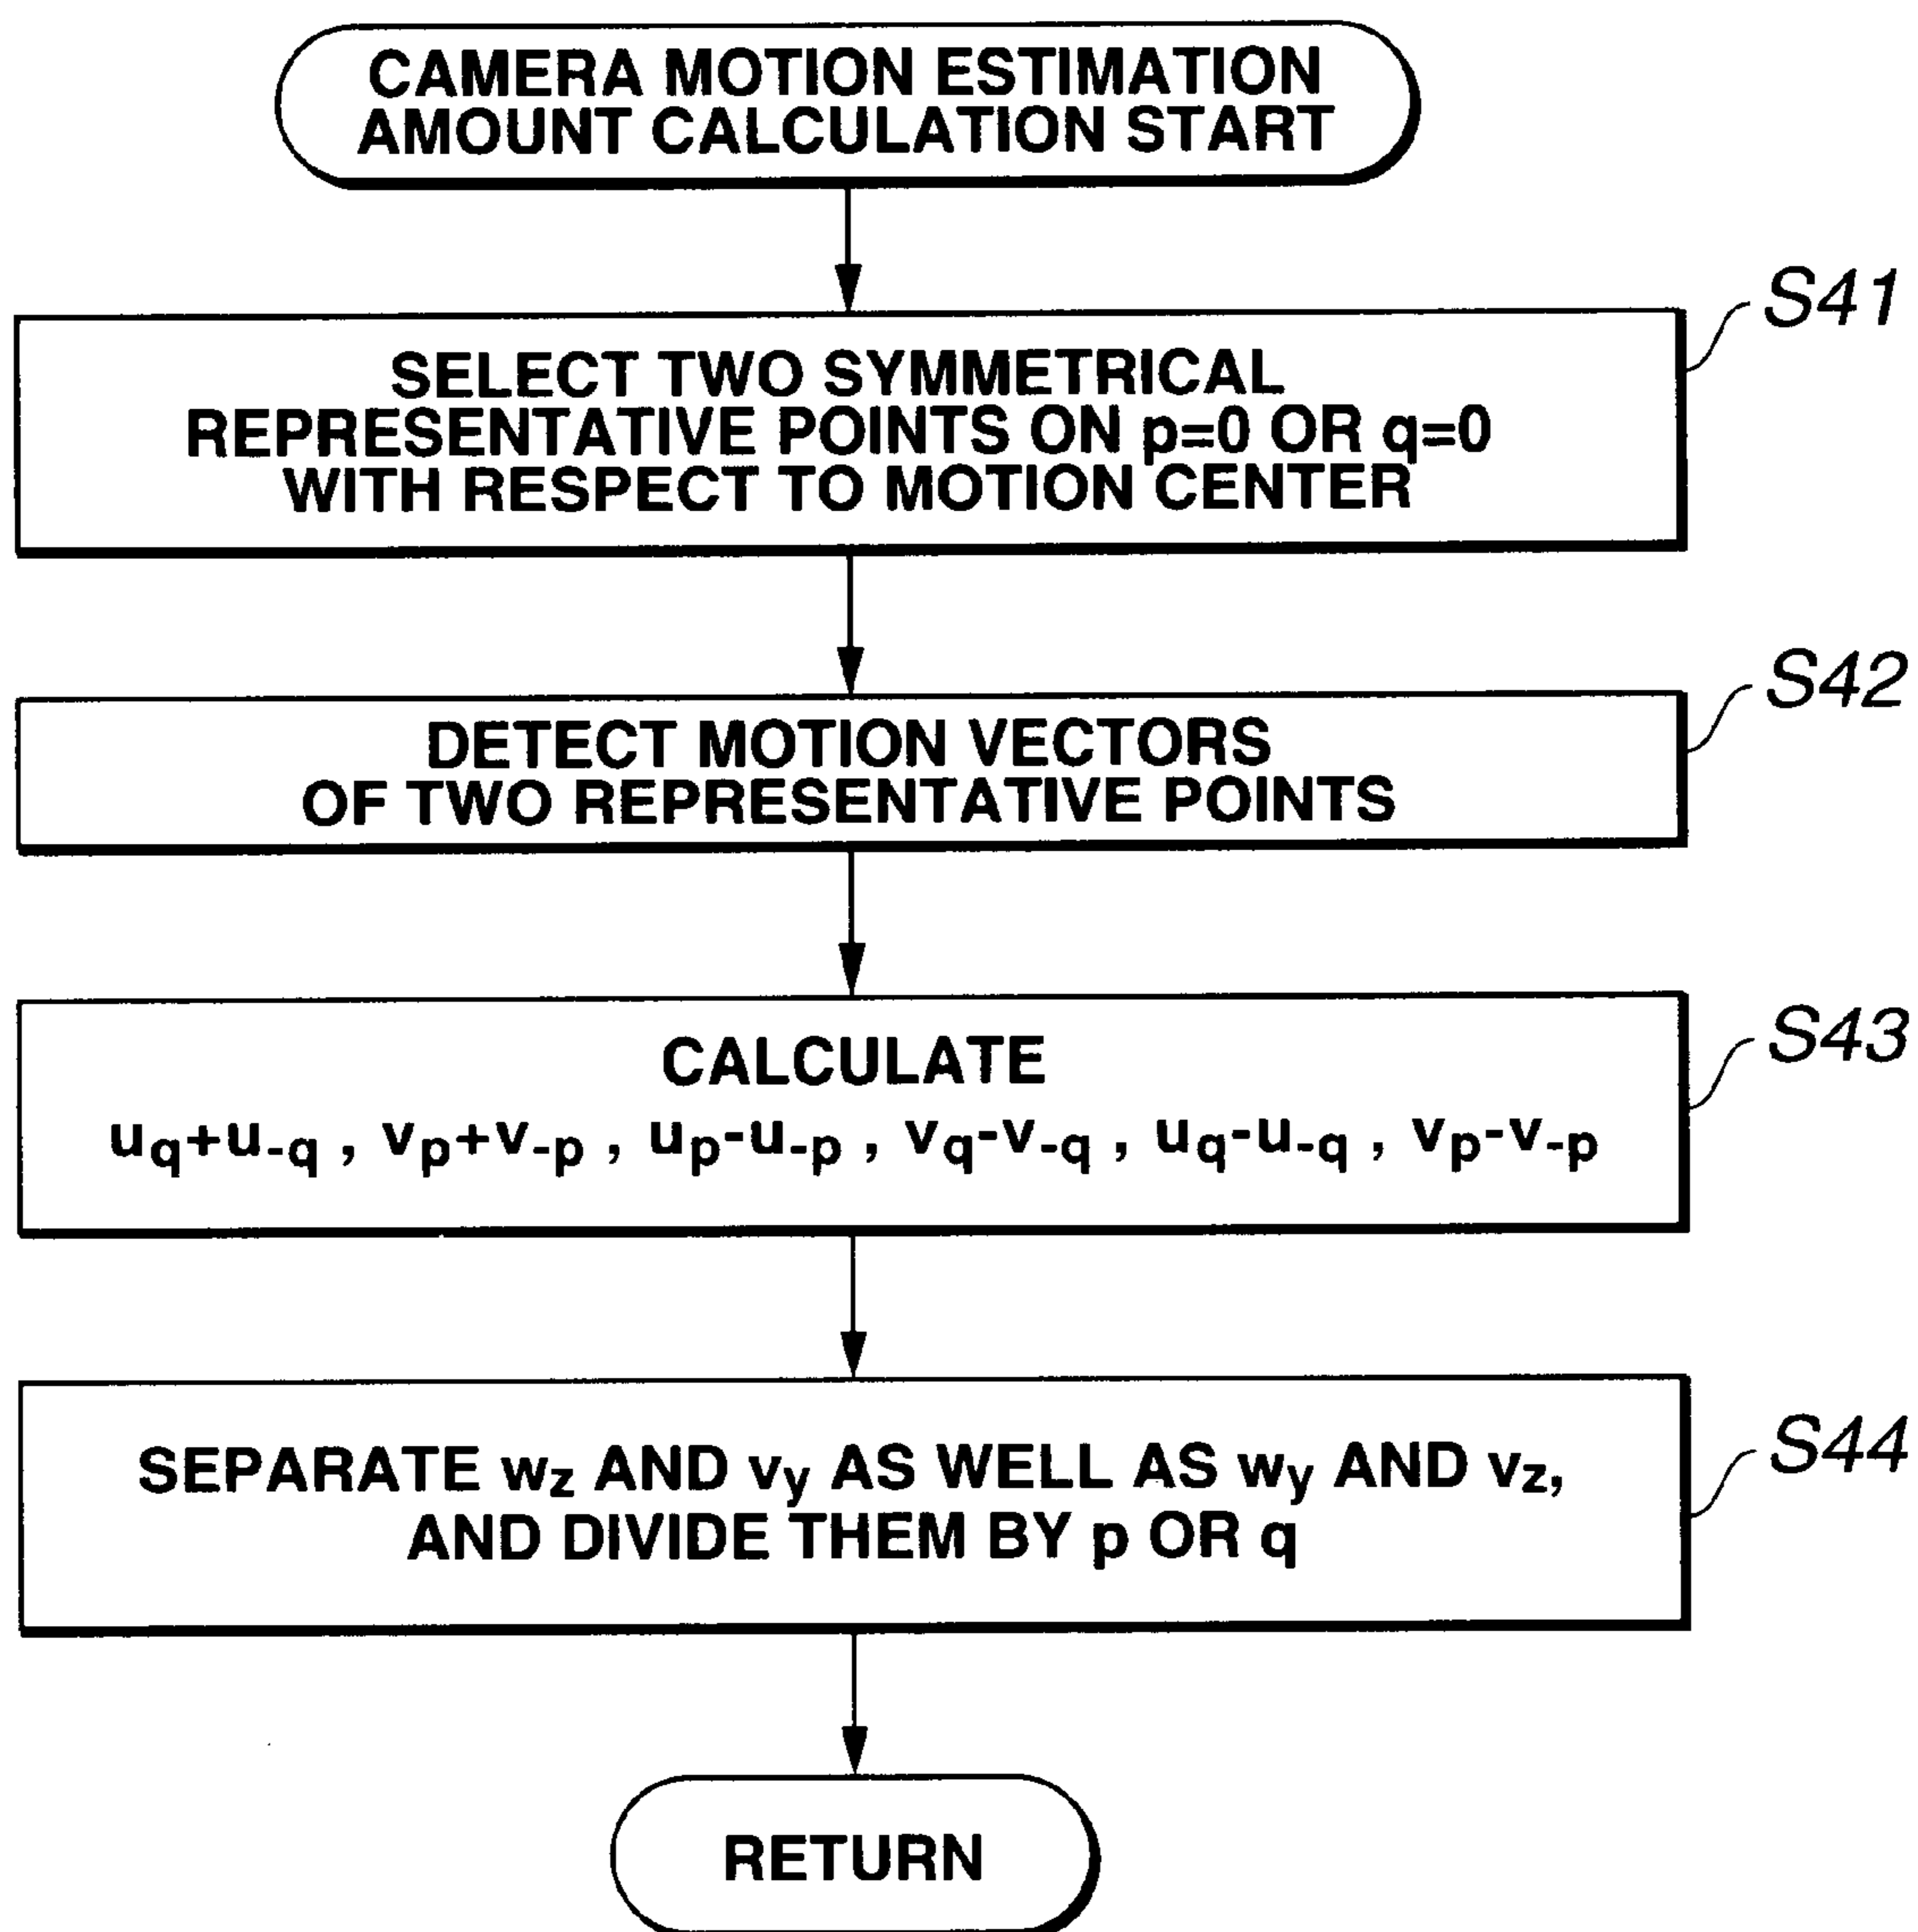 CAMERA MOTION ESTIMATION
AMOUNT CALCULATION START
S41
SELECT TWO SYMMETRICAL
REPRESENTATIVE POINTS ON p=0 OR q=0
WITH RESPECT TO MOTION CENTER
S42
DETECT MOTION VECTORS
OF TWO REPRESENTATIVE POINTS
S43
CALCULATE
uq+u-q , vp+v-p , up-u-p , vq-v-q , uq-u-q , vp-v-p
S44
SEPARATE wz AND vy AS WELL AS wy AND vz,
AND DIVIDE THEM BY p OR q
RETURN